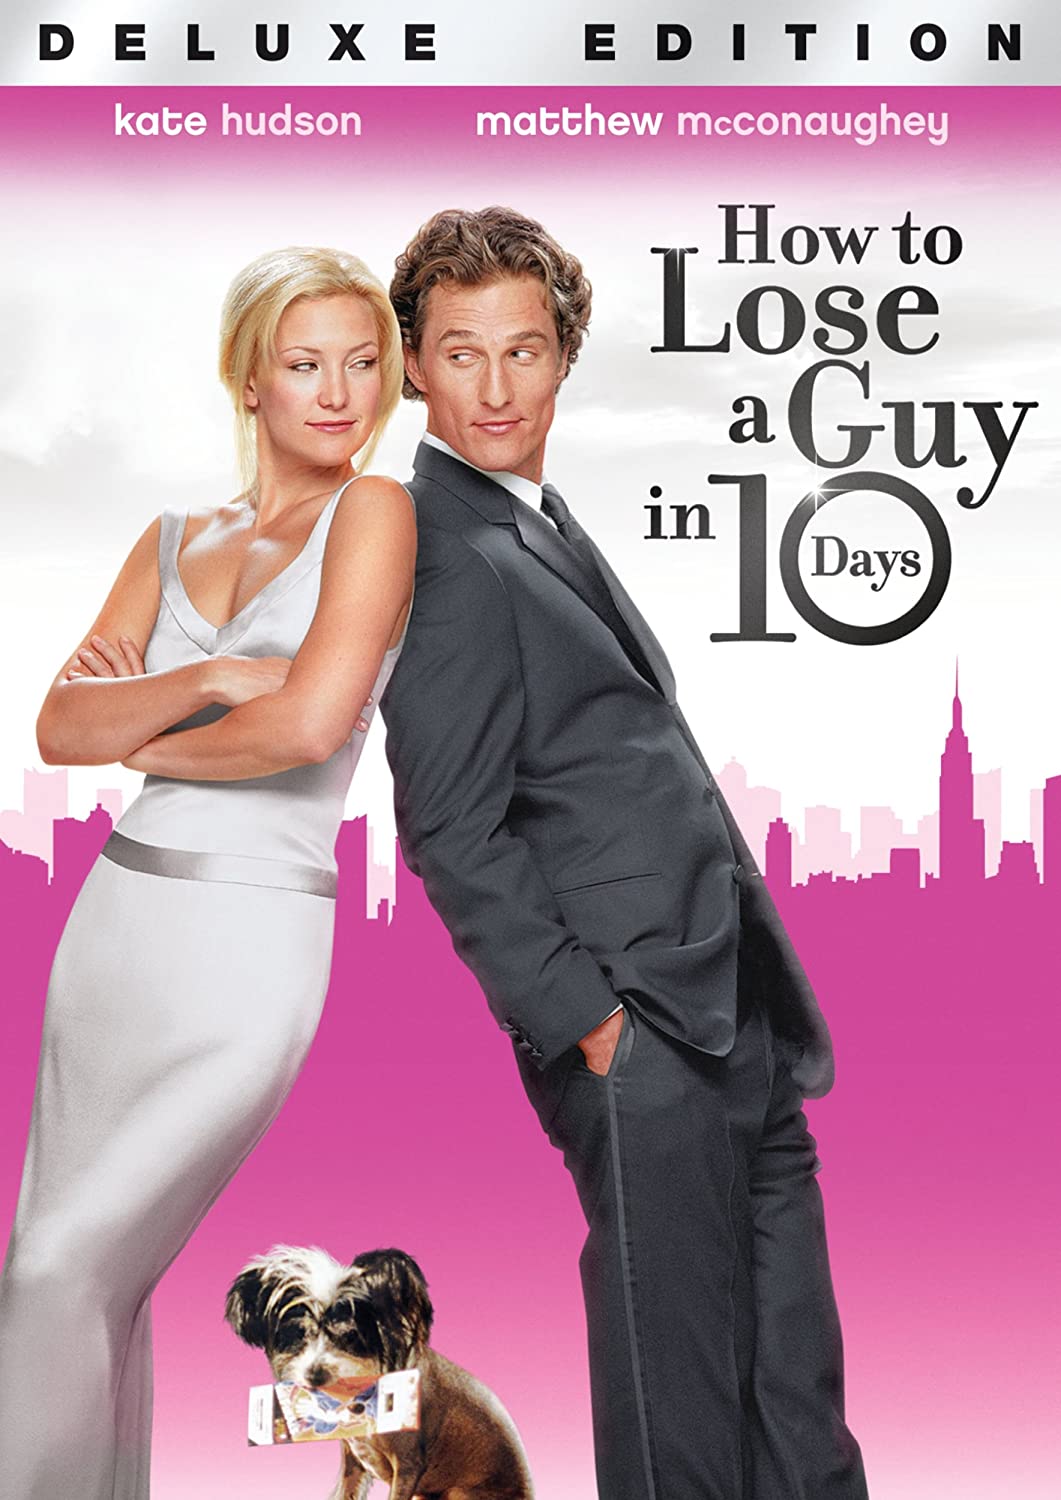 DELUXE EDITION
kate hudson matthew mcconaughey
How to
Lose
a Guy
in 10
Days